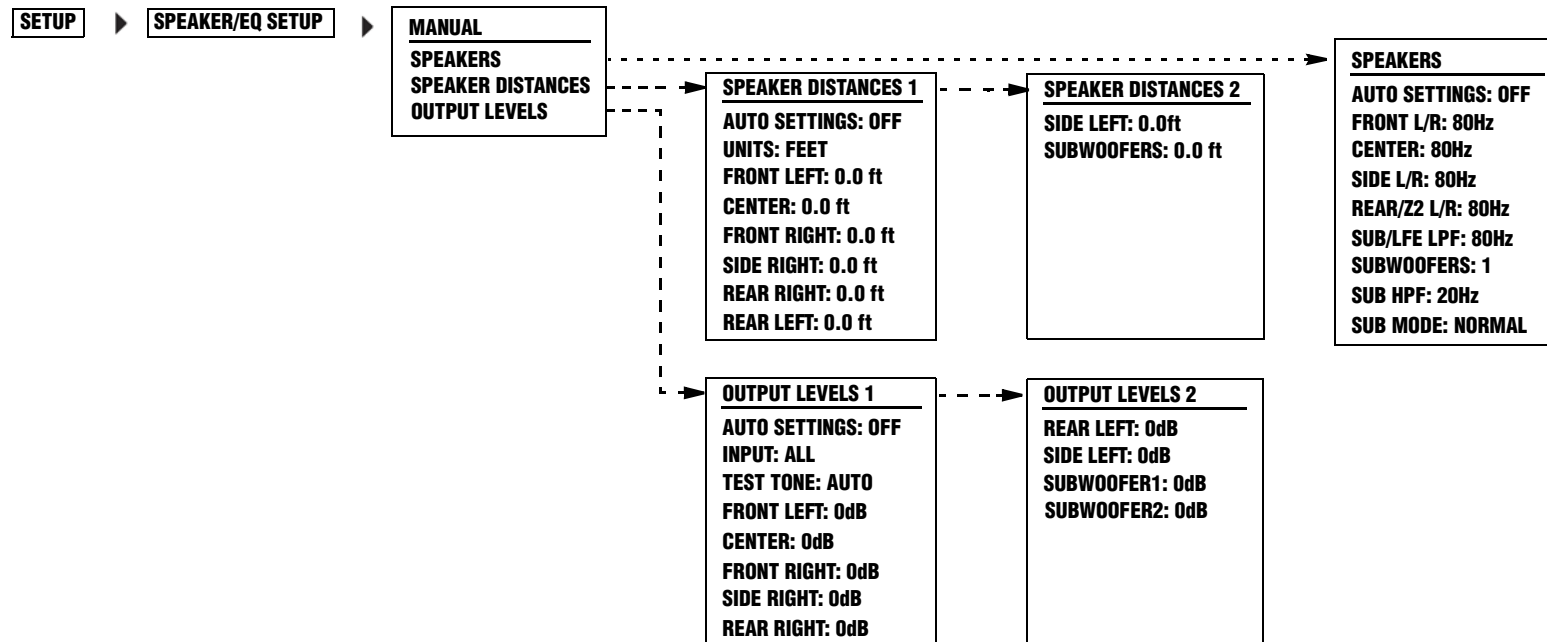 SETUP
SPEAKER/EQ SETUP
MANUAL
SPEAKERS
SPEAKER DISTANCES
OUTPUT LEVELS
SPEAKER DISTANCES 1
AUTO SETTINGS: OFF
UNITS: FEET
FRONT LEFT: 0.0 ft
CENTER: 0.0 ft
FRONT RIGHT: 0.0 ft
SIDE RIGHT: 0.0 ft
REAR RIGHT: 0.0 ft
REAR LEFT: 0.0 ft
SPEAKER DISTANCES 2
SIDE LEFT: 0.0ft
SUBWOOFERS: 0.0 ft
SPEAKERS
AUTO SETTINGS: OFF
FRONT L/R: 80Hz
CENTER: 80Hz
SIDE L/R: 80Hz
REAR/Z2 L/R: 80Hz
SUB/LFE LPF: 80Hz
SUBWOOFERS: 1
SUB HPF: 20Hz
SUB MODE: NORMAL
OUTPUT LEVELS 1
AUTO SETTINGS: OFF
INPUT: ALL
TEST TONE: AUTO
FRONT LEFT: 0dB
CENTER: 0dB
FRONT RIGHT: 0dB
SIDE RIGHT: 0dB
REAR RIGHT: 0dB
OUTPUT LEVELS 2
REAR LEFT: 0dB
SIDE LEFT: 0dB
SUBWOOFER1: 0dB
SUBWOOFER2: 0dB